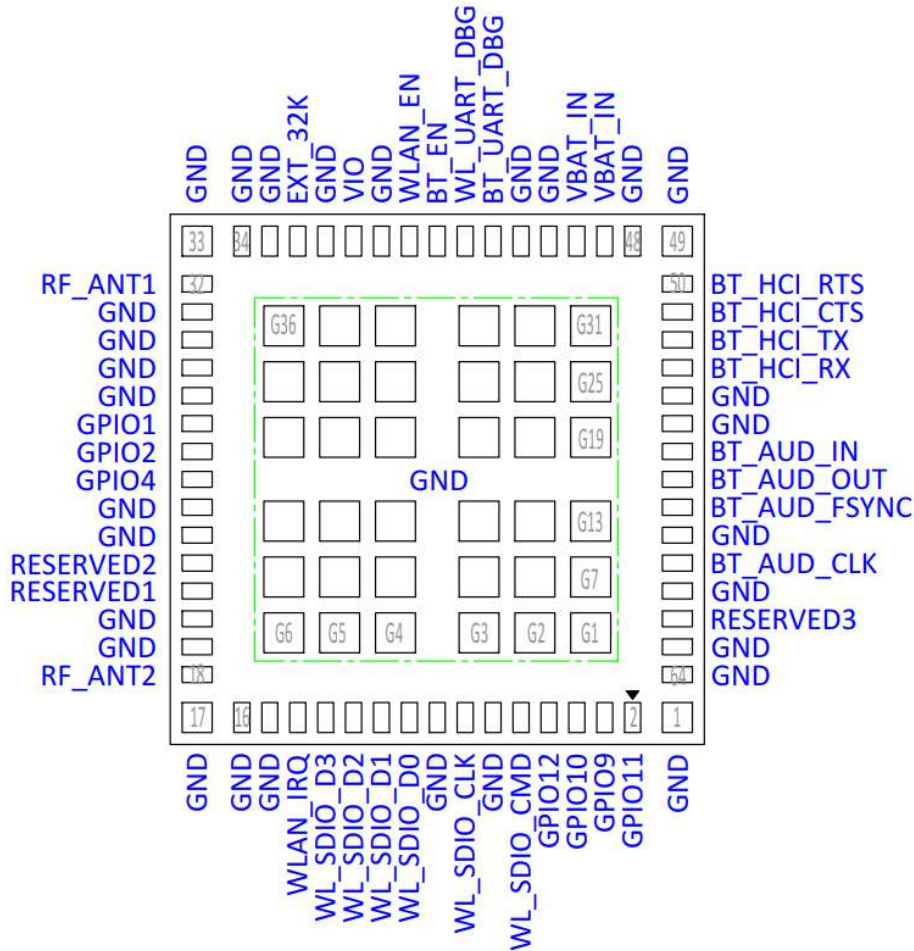 GND
GND
GND
EXT_32K
GND
VIO
GND
WLAN_EN
BT_EN
WL_UART_DBG
BT_UART_DBG
GND
GND
VBAT_IN
VBAT_IN
GND
GND
33
34
48
49
RF_ANT1
32
50
BT_HCI_RTS
GND
BT_HCI_CTS
GND
G36
G31
BT_HCI_TX
GND
BT_HCI_RX
GND
G25
GND
GPIO1
GND
GPIO2
G19
BT_AUD_IN
GPIO4
GND
BT_AUD_OUT
GND
BT_AUD_FSYNC
GND
G13
GND
RESERVED2
BT_AUD_CLK
RESERVED1
G7
GND
GND
RESERVED3
GND
G6
G5
G4
G3
G2
G1
GND
RF_ANT2
18
64
GND
17
16
2
1
GND
GND
GND
WLAN_IRQ
WL_SDIO_D3
WL_SDIO_D2
WL_SDIO_D1
WL_SDIO_D0
GND
WL_SDIO_CLK
GND
WL_SDIO_CMD
GPIO12
GPIO10
GPIO9
GPIO11
GND